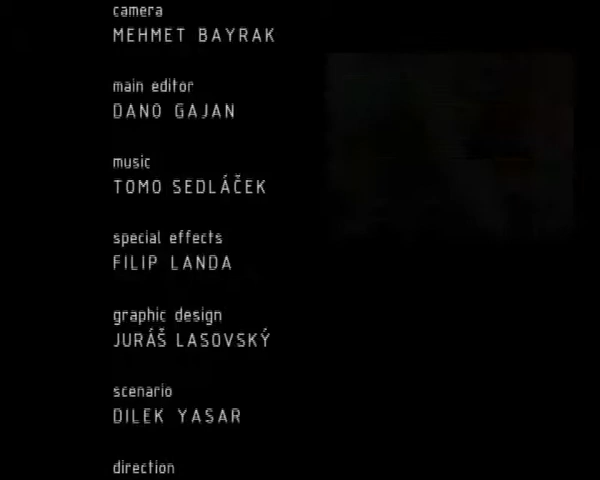 camera
MEHMET BAYRAK
main editor
DANO GAJAN
music
TOMO SEDLÁČEK
special effects
FILIP LANDA
graphic design
JURÁŠ LASOVSKÝ
scenario
DILEK YASAR
direction